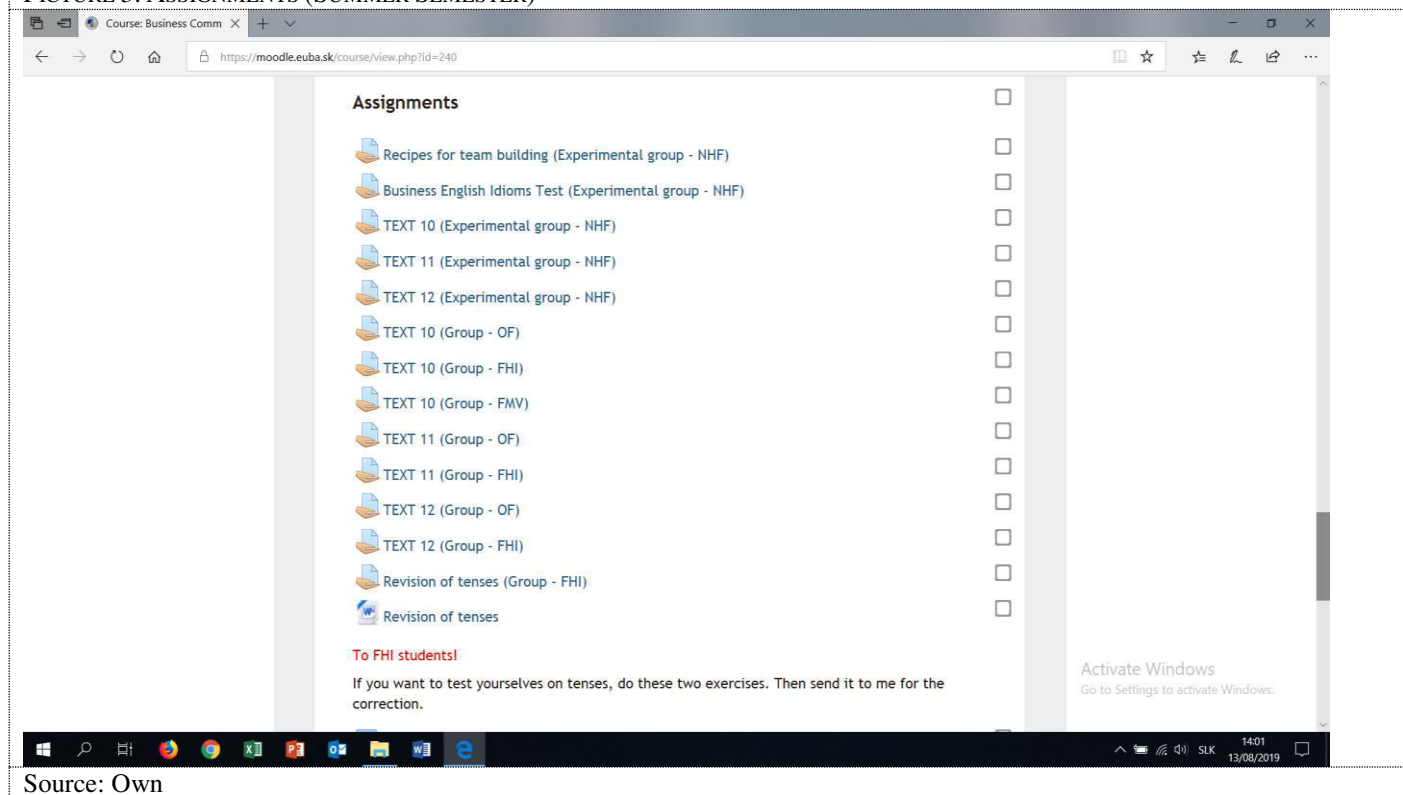 PICTURE 3: ASSIGNMENTS (SUMMER SEMESTER)
Course: Business Comm
https://moodle.euba.sk/course/view.php?id=240
Assignments
Recipes for team building (Experimental group - NHF)
Business English Idioms Test (Experimental group - NHF)
TEXT 10 (Experimental group - NHF)
TEXT 11 (Experimental group - NHF)
TEXT 12 (Experimental group - NHF)
TEXT 10 (Group - OF)
TEXT 10 (Group - FHI)
TEXT 10 (Group - FMV)
TEXT 11 (Group - OF)
TEXT 11 (Group - FHI)
TEXT 12 (Group - OF)
TEXT 12 (Group - FHI)
Revision of tenses (Group - FHI)
Revision of tenses
To FHI students!
If you want to test yourselves on tenses, do these two exercises. Then send it to me for the
correction.
Activate Windows
Go to Settings to activate Windows.
SLK
14:01
13/08/2019
Source: Own